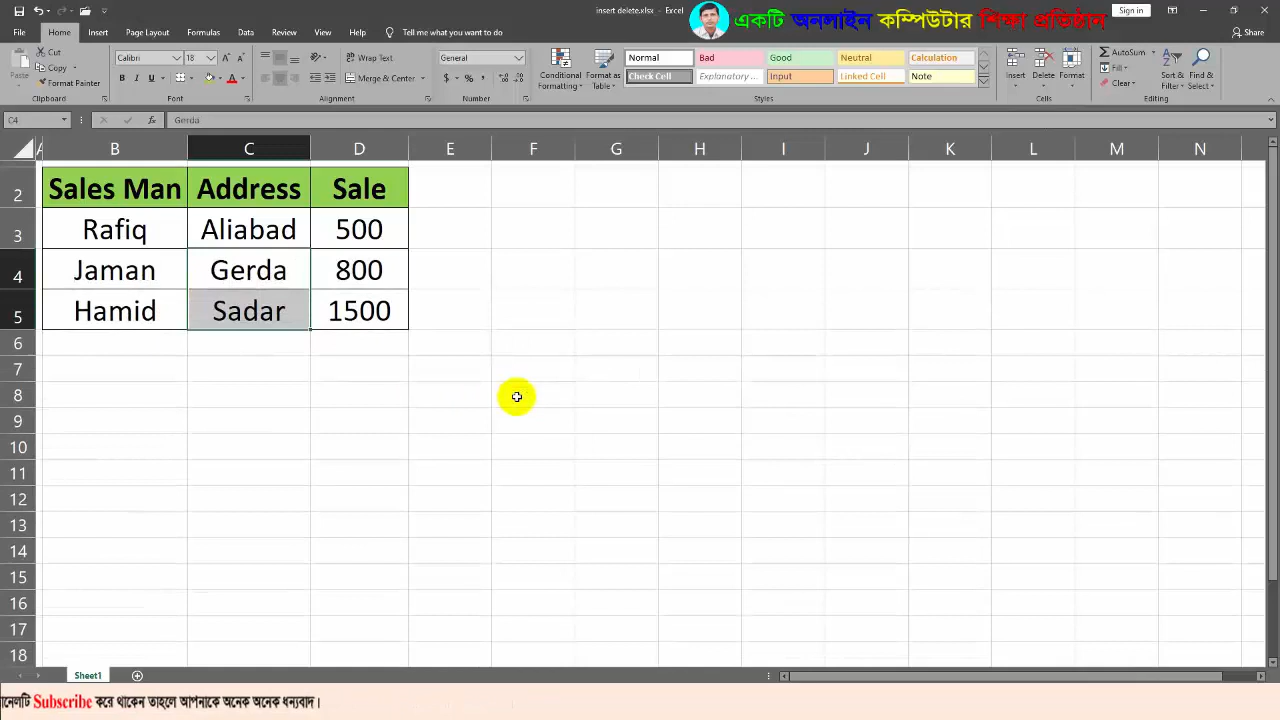 insert delete.xlsx - Excel
একটি অনলাইন কম্পিউটার শিক্ষা প্রতিষ্ঠান
Sign in
File Home Insert Page Layout Formulas Data Review View Help Tell me what you want to do Share
Paste
Cut
Copy
Format Painter
Clipboard
Calibri 18
B I U
Font
Wrap Text
Merge & Center
Alignment
General
Number
Conditional Formatting
Format as Table
Normal Bad Good Neutral Calculation
Check Cell Explanatory ... Input Linked Cell Note
Styles
Insert Delete Format
Cells
AutoSum
Fill
Clear
Sort & Filter
Find & Select
Editing
C4 fx Gerda
A B C D E F G H I J K L M N
2 Sales Man Address Sale
3 Rafiq Aliabad 500
4 Jaman Gerda 800
5 Hamid Sadar 1500
6
7
8
9
10
11
12
13
14
15
16
17
18
Sheet1
ানেলটি Subscribe করে থাকেন তাহলে আপনাকে অনেক অনেক ধন্যবাদ।